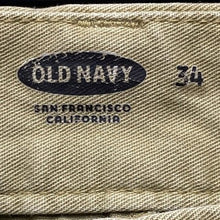 OLD NAVY 34
SAN FRANCISCO
CALIFORNIA